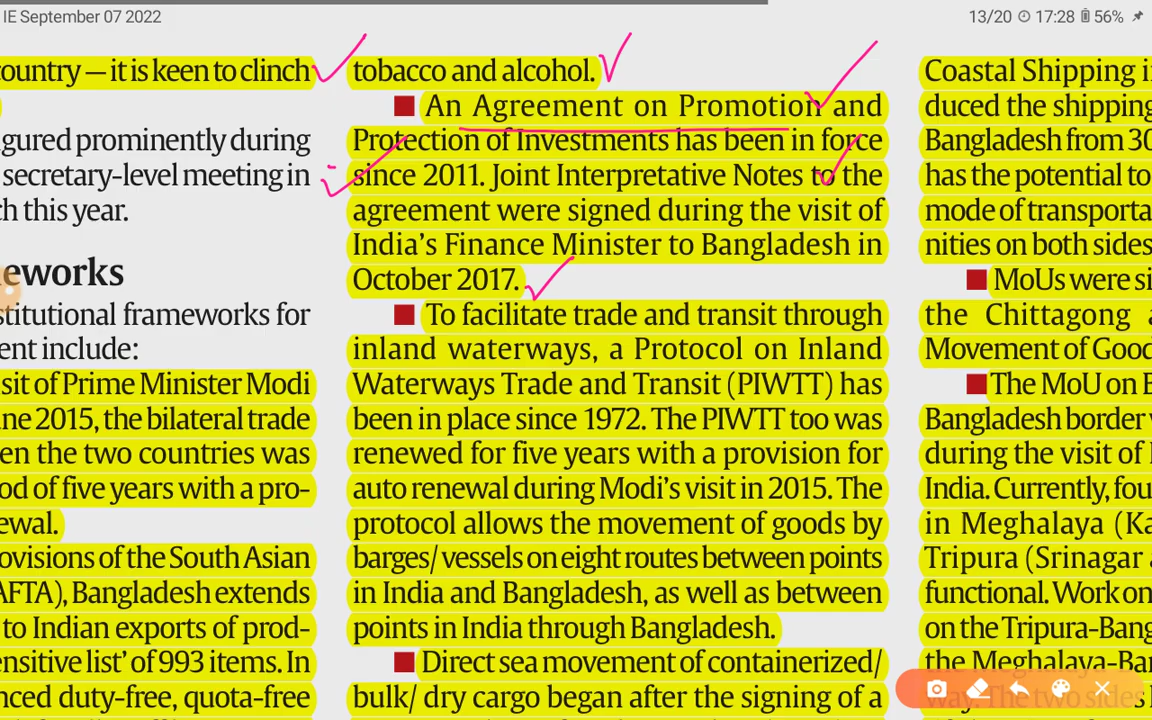 IE September 07 2022
13/20 17:28 56%
country — it is keen to clinch
gured prominently during
secretary-level meeting in
ch this year.
eworks
stitutional frameworks for
ent include:
sit of Prime Minister Modi
ne 2015, the bilateral trade
en the two countries was
od of five years with a pro-
ewal.
ovisions of the South Asian
AFTA), Bangladesh extends
to Indian exports of prod-
ensitive list' of 993 items. In
nced duty-free, quota-free
tobacco and alcohol.
■ An Agreement on Promotion and
Protection of Investments has been in force
since 2011. Joint Interpretative Notes to the
agreement were signed during the visit of
India's Finance Minister to Bangladesh in
October 2017.
■ To facilitate trade and transit through
inland waterways, a Protocol on Inland
Waterways Trade and Transit (PIWTT) has
been in place since 1972. The PIWTT too was
renewed for five years with a provision for
auto renewal during Modi's visit in 2015. The
protocol allows the movement of goods by
barges/ vessels on eight routes between points
in India and Bangladesh, as well as between
points in India through Bangladesh.
■ Direct sea movement of containerized/
bulk/ dry cargo began after the signing of a
Coastal Shipping i
duced the shipping
Bangladesh from 30
has the potential to
mode of transporta
nities on both sides
■ MoUs were si
the Chittagong
Movement of Good
■ The MoU on B
Bangladesh border
during the visit of
India. Currently, fou
in Meghalaya (Ka
Tripura (Srinagar
functional. Work on
on the Tripura-Bang
the Meghalaya-Ba
way. The two sides